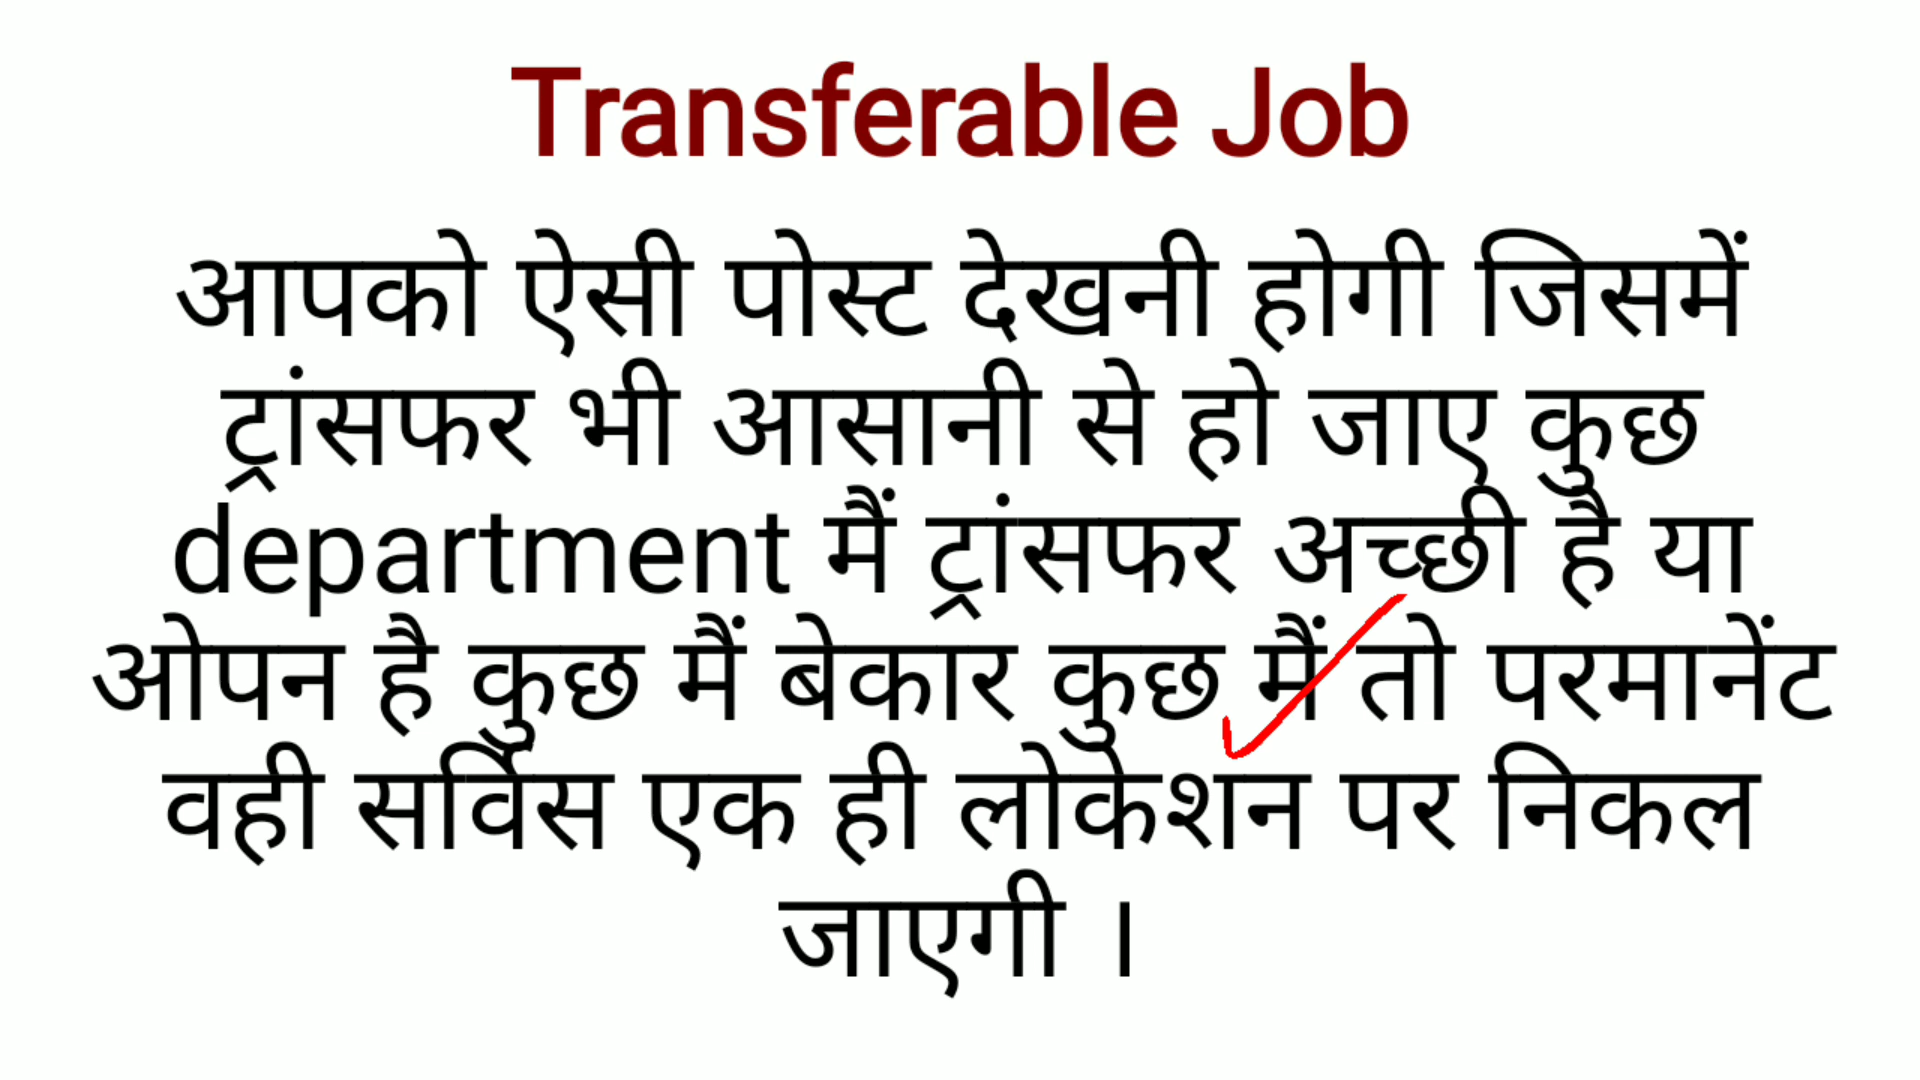 Transferable Job
आपको ऐसी पोस्ट देखनी होगी जिसमें
ट्रांसफर भी आसानी से हो जाए कुछ
department मैं ट्रांसफर अच्छी है या
ओपन है कुछ मैं बेकार कुछ मैं तो परमानेंट
वही सर्विस एक ही लोकेशन पर निकल
जाएगी ।